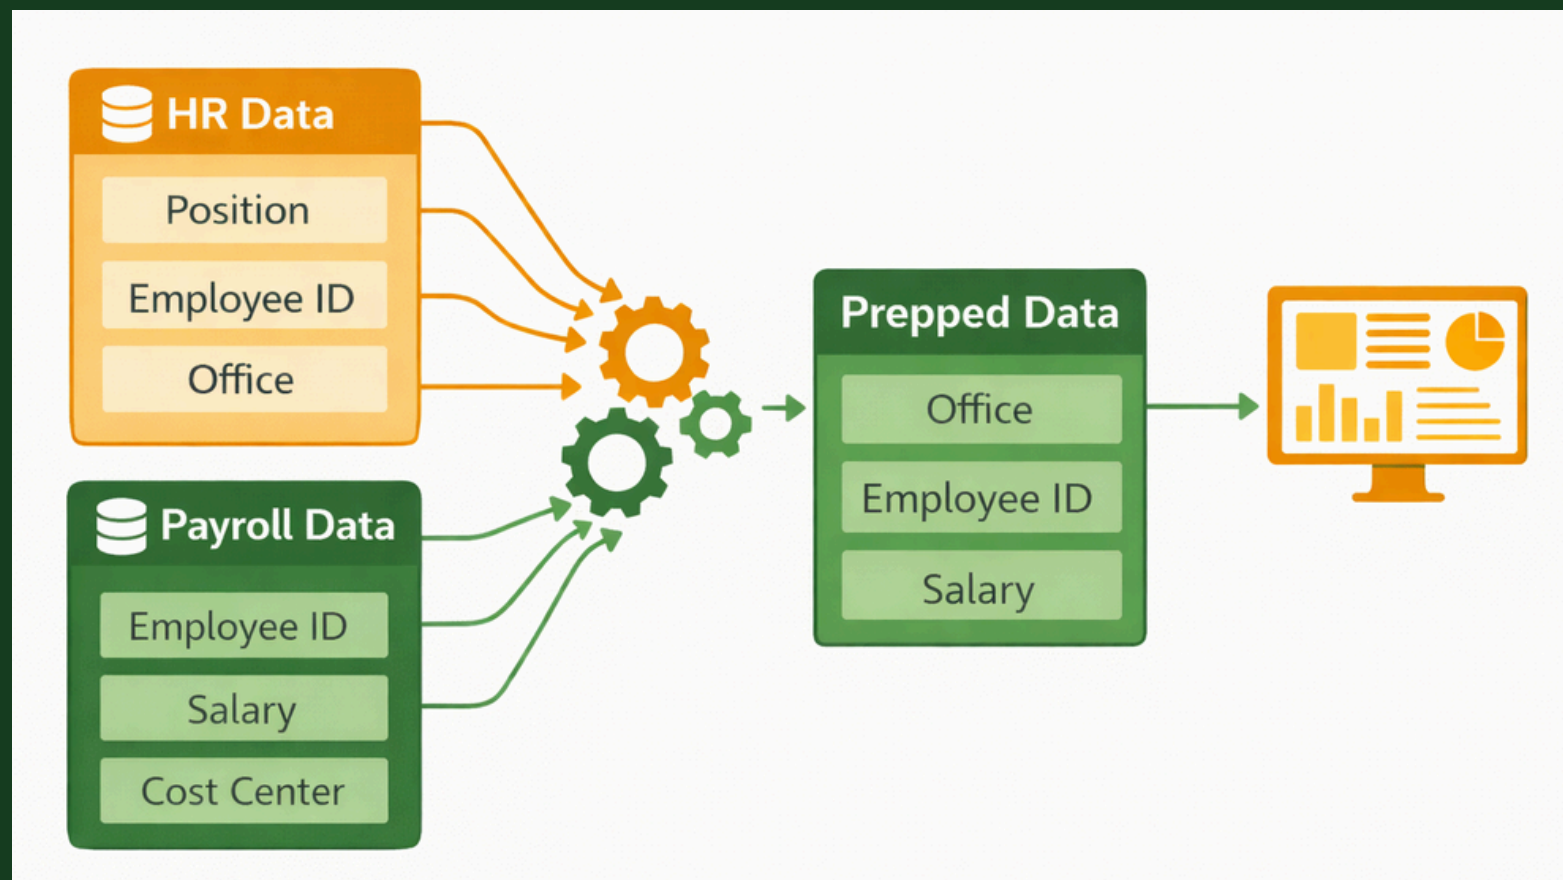 HR Data
Position
Employee ID
Office
Payroll Data
Employee ID
Salary
Cost Center
Prepped Data
Office
Employee ID
Salary